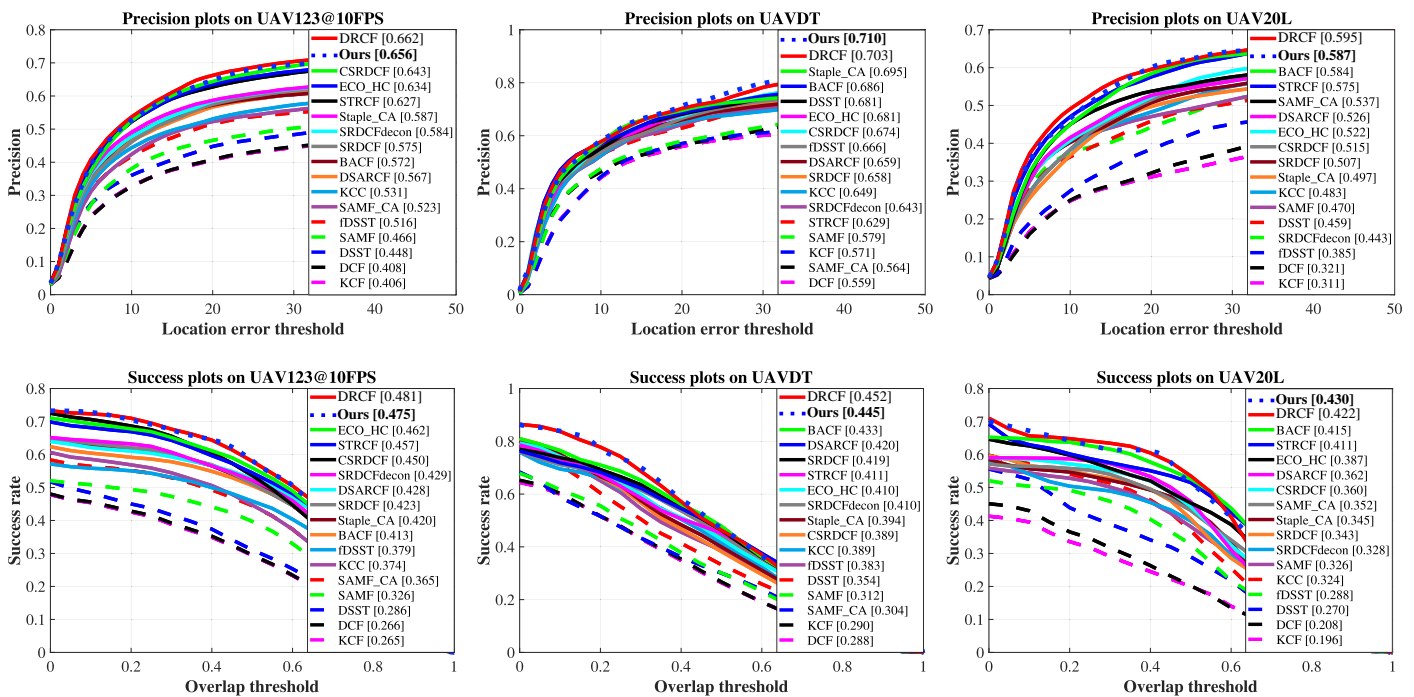 Precision plots on UAV123@10FPS
Precision
0.8
0.7
0.6
0.5
0.4
0.3
0.2
0.1
0
DRCF [0.662]
Ours [0.656]
CSRDCF [0.643]
ECO_HC [0.634]
STRCF [0.627]
Staple_CA [0.587]
SRDCFdecon [0.584]
SRDCF [0.575]
BACF [0.572]
DSARCF [0.567]
KCC [0.531]
SAMF_CA [0.523]
fDSST [0.516]
SAMF [0.466]
DSST [0.448]
DCF [0.408]
KCF [0.406]
0 10 20 30 40 50
Location error threshold
Precision plots on UAVDT
Precision
1
0.8
0.6
0.4
0.2
0
Ours [0.710]
DRCF [0.703]
Staple_CA [0.695]
BACF [0.686]
DSST [0.681]
ECO_HC [0.681]
CSRDCF [0.674]
fDSST [0.666]
DSARCF [0.659]
SRDCF [0.658]
KCC [0.649]
SRDCFdecon [0.643]
STRCF [0.629]
SAMF [0.579]
KCF [0.571]
SAMF_CA [0.564]
DCF [0.559]
0 10 20 30 40 50
Location error threshold
Precision plots on UAV20L
Precision
0.7
0.6
0.5
0.4
0.3
0.2
0.1
0
DRCF [0.595]
Ours [0.587]
BACF [0.584]
STRCF [0.575]
SAMF_CA [0.537]
DSARCF [0.526]
ECO_HC [0.522]
CSRDCF [0.515]
SRDCF [0.507]
Staple_CA [0.497]
KCC [0.483]
SAMF [0.470]
DSST [0.459]
SRDCFdecon [0.443]
fDSST [0.385]
DCF [0.321]
KCF [0.311]
0 10 20 30 40 50
Location error threshold
Success plots on UAV123@10FPS
Success rate
0.8
0.7
0.6
0.5
0.4
0.3
0.2
0.1
0
DRCF [0.481]
Ours [0.475]
ECO_HC [0.462]
STRCF [0.457]
CSRDCF [0.450]
SRDCFdecon [0.429]
DSARCF [0.428]
SRDCF [0.423]
Staple_CA [0.420]
BACF [0.413]
fDSST [0.379]
KCC [0.374]
SAMF_CA [0.365]
SAMF [0.326]
DSST [0.286]
DCF [0.266]
KCF [0.265]
0 0.2 0.4 0.6 0.8 1
Overlap threshold
Success plots on UAVDT
Success rate
1
0.8
0.6
0.4
0.2
0
DRCF [0.452]
Ours [0.445]
BACF [0.433]
DSARCF [0.420]
SRDCF [0.419]
STRCF [0.411]
ECO_HC [0.410]
SRDCFdecon [0.410]
Staple_CA [0.394]
CSRDCF [0.389]
KCC [0.389]
fDSST [0.383]
DSST [0.354]
SAMF [0.312]
SAMF_CA [0.304]
KCF [0.290]
DCF [0.288]
0 0.2 0.4 0.6 0.8 1
Overlap threshold
Success plots on UAV20L
Success rate
0.8
0.7
0.6
0.5
0.4
0.3
0.2
0.1
0
Ours [0.430]
DRCF [0.422]
BACF [0.415]
STRCF [0.411]
ECO_HC [0.387]
DSARCF [0.362]
CSRDCF [0.360]
SAMF_CA [0.352]
Staple_CA [0.345]
SRDCF [0.343]
SRDCFdecon [0.328]
SAMF [0.326]
KCC [0.324]
fDSST [0.288]
DSST [0.270]
DCF [0.208]
KCF [0.196]
0 0.2 0.4 0.6 0.8 1
Overlap threshold